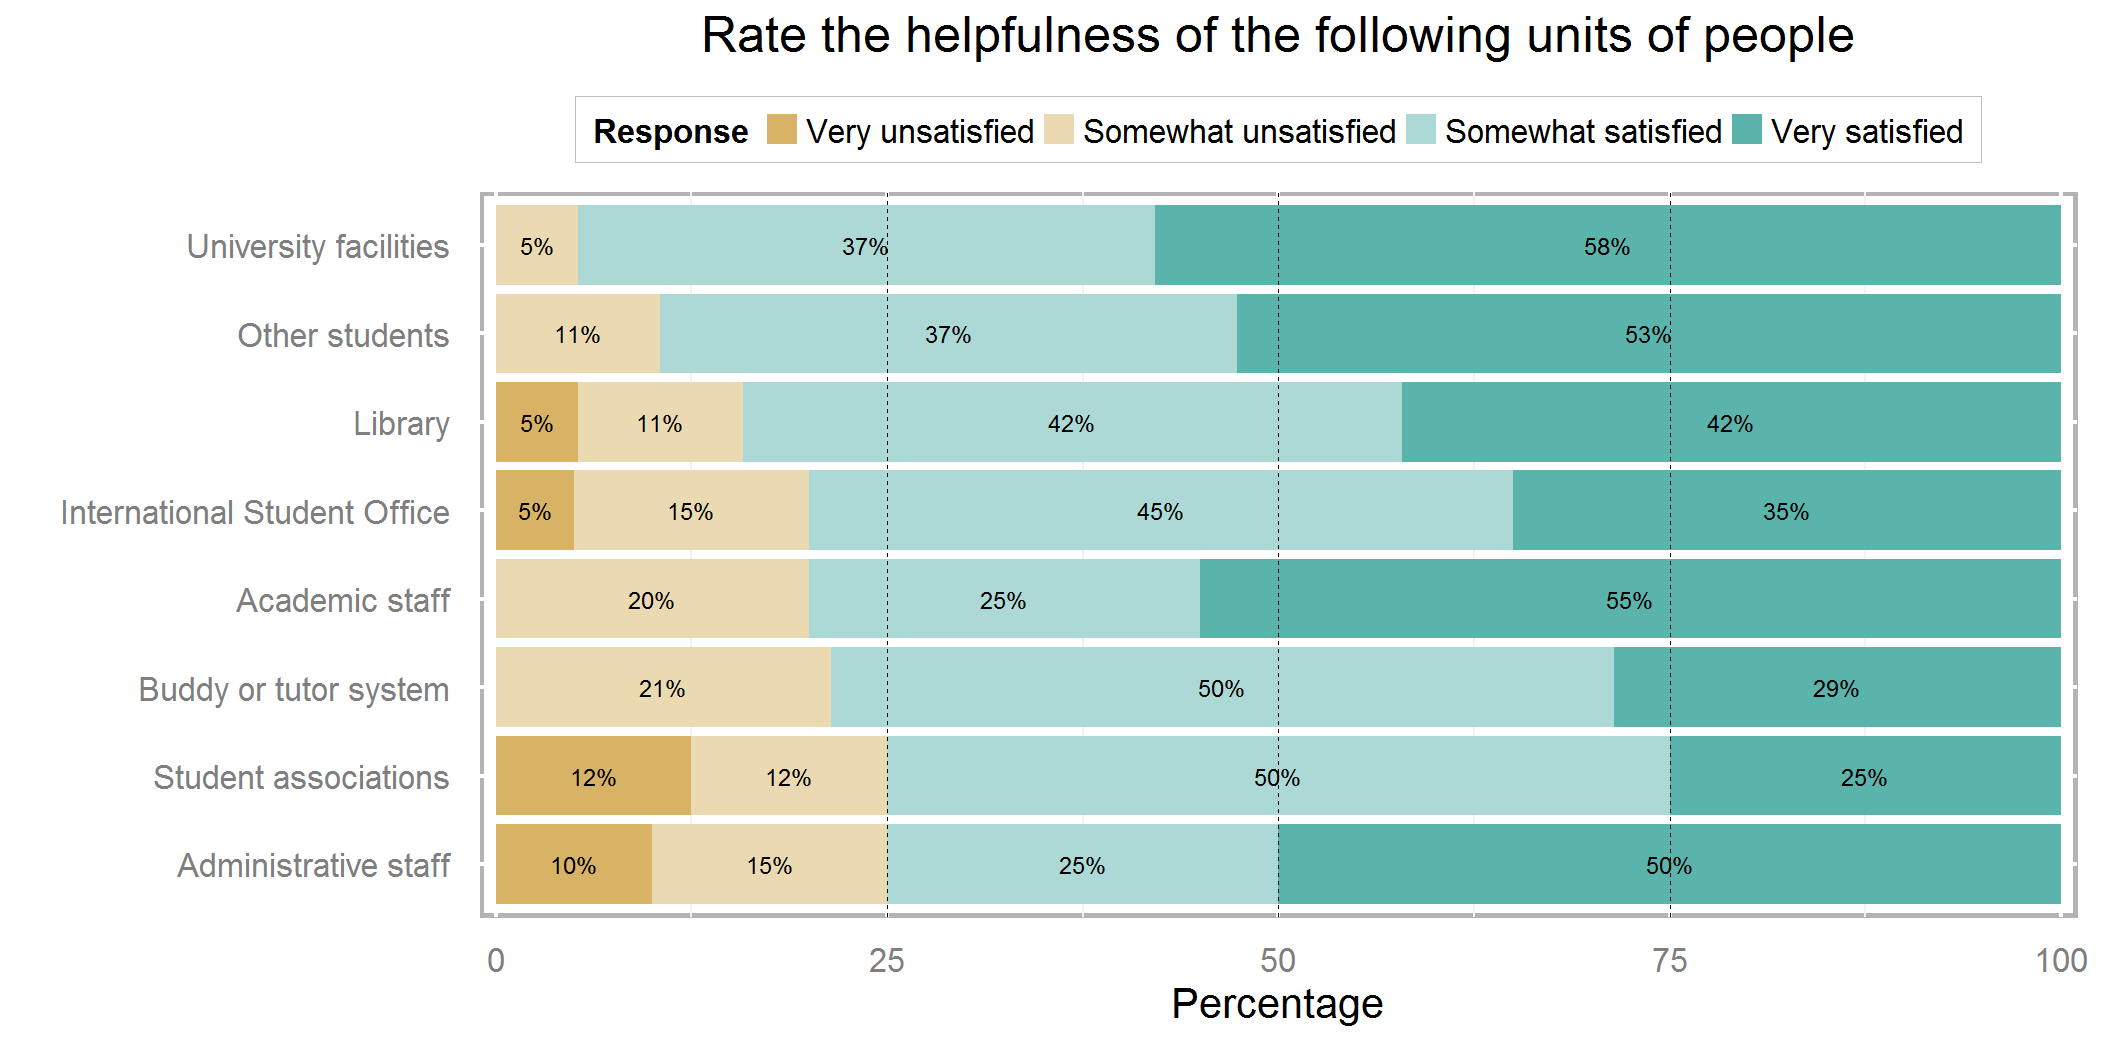 Rate the helpfulness of the following units of people
Response Very unsatisfied Somewhat unsatisfied Somewhat satisfied Very satisfied
University facilities 5% 37% 58%
Other students 11% 37% 53%
Library 5% 11% 42% 42%
International Student Office 5% 15% 45% 35%
Academic staff 20% 25% 55%
Buddy or tutor system 21% 50% 29%
Student associations 12% 12% 50% 25%
Administrative staff 10% 15% 25% 50%
0 25 50 75 100
Percentage